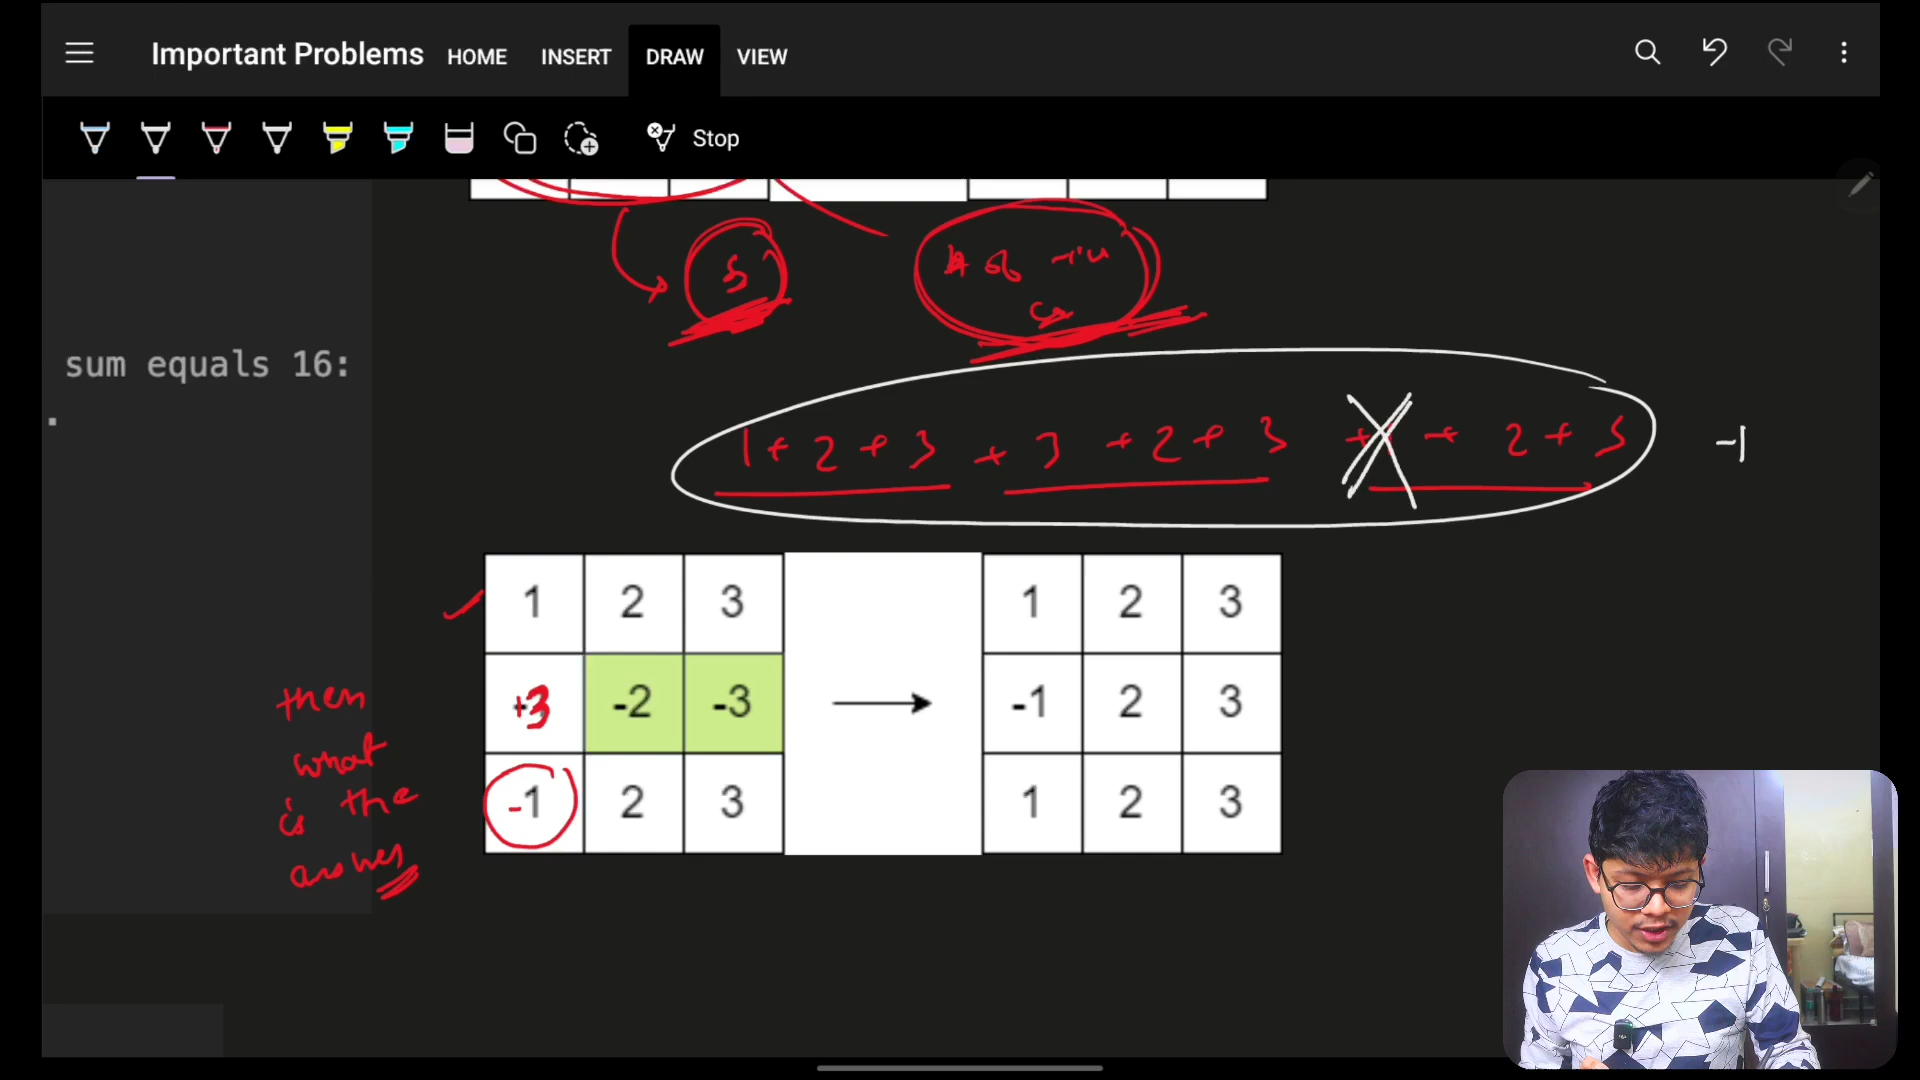 Important Problems HOME INSERT DRAW VIEW
Stop
# of -ve
sum equals 16:
.
1 + 2 + 3 + 3 + 2 + 3 + 2 + 3 -1
1 2 3 1 2 3
+3 -2 -3 -1 2 3
-1 2 3 1 2 3
then
what
is the
answer